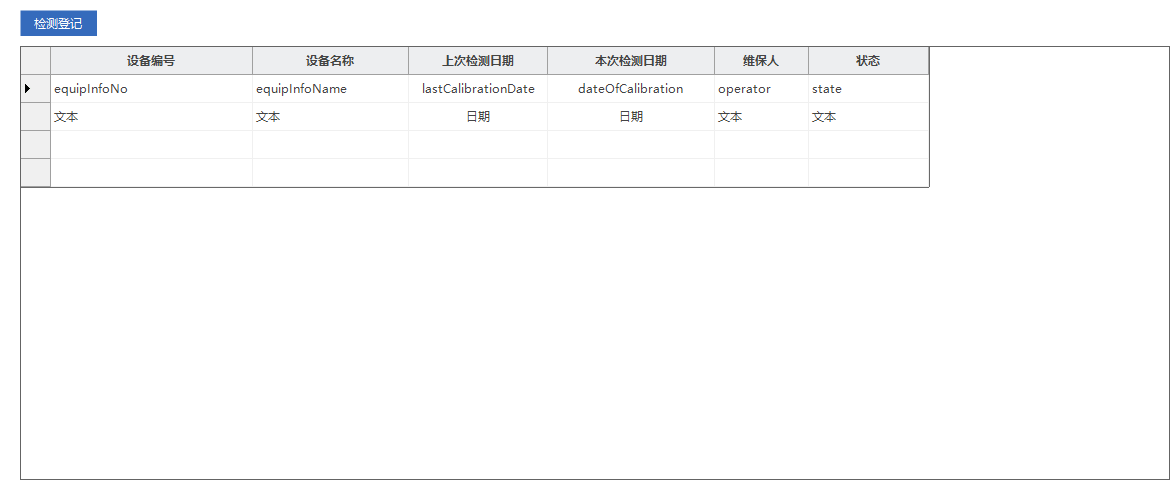 检测登记
设备编号 设备名称 上次检测日期 本次检测日期 维保人 状态
equipInfoNo equipInfoName lastCalibrationDate dateOfCalibration operator state
文本 文本 日期 日期 文本 文本